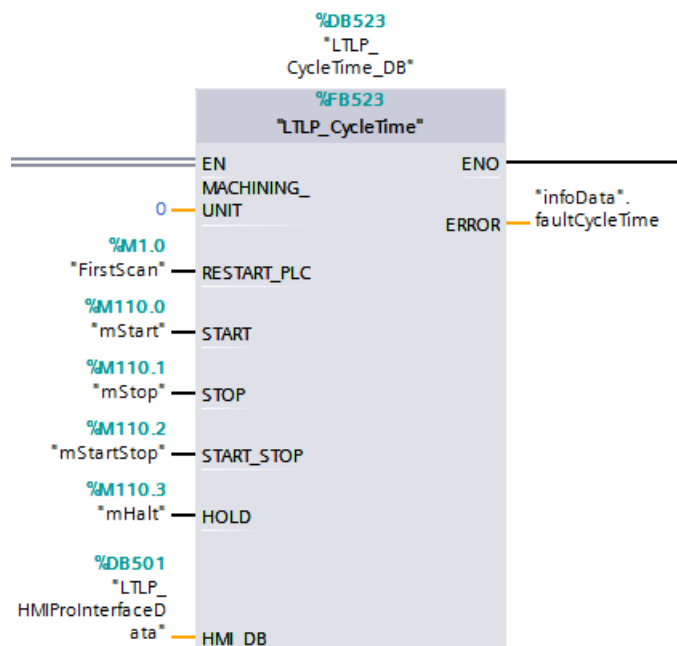 %DB523
"LTLP_
CycleTime_DB"
%FB523
"LTLP_CycleTime"
EN
ENO
MACHINING_
UNIT
0
ERROR
"infoData".
faultCycleTime
%M1.0
"FirstScan"
RESTART_PLC
%M110.0
"mStart"
START
%M110.1
"mStop"
STOP
%M110.2
"mStartStop"
START_STOP
%M110.3
"mHalt"
HOLD
%DB501
"LTLP_
HMIProInterfaceD
ata"
HMI_DB